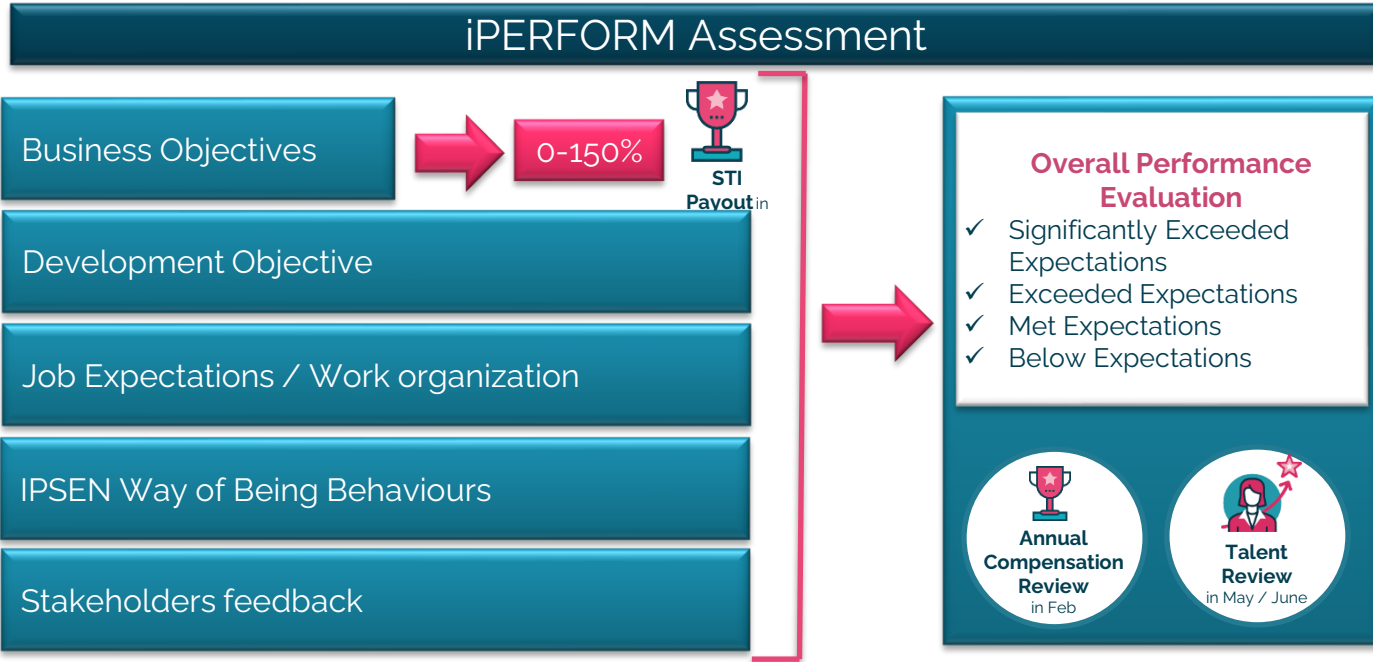 iPERFORM Assessment
Business Objectives
0-150%
STI
Payout in
Development Objective
Job Expectations / Work organization
IPSEN Way of Being Behaviours
Stakeholders feedback
Overall Performance
Evaluation
✓ Significantly Exceeded
Expectations
✓ Exceeded Expectations
✓ Met Expectations
✓ Below Expectations
Annual
Compensation
Review
in Feb
Talent
Review
in May / June